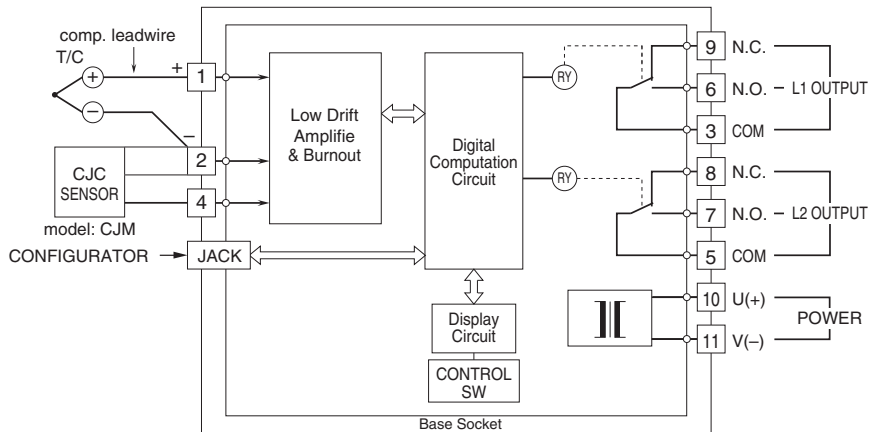 comp. leadwire
T/C
+
−
+
−
1
2
4
CJC
SENSOR
model: CJM
CONFIGURATOR
JACK
Low Drift
Amplifie
& Burnout
Digital
Computation
Circuit
Display
Circuit
CONTROL
SW
RY
RY
9 N.C.
6 N.O. L1 OUTPUT
3 COM
8 N.C.
7 N.O. L2 OUTPUT
5 COM
10 U(+)
POWER
11 V(–)
Base Socket